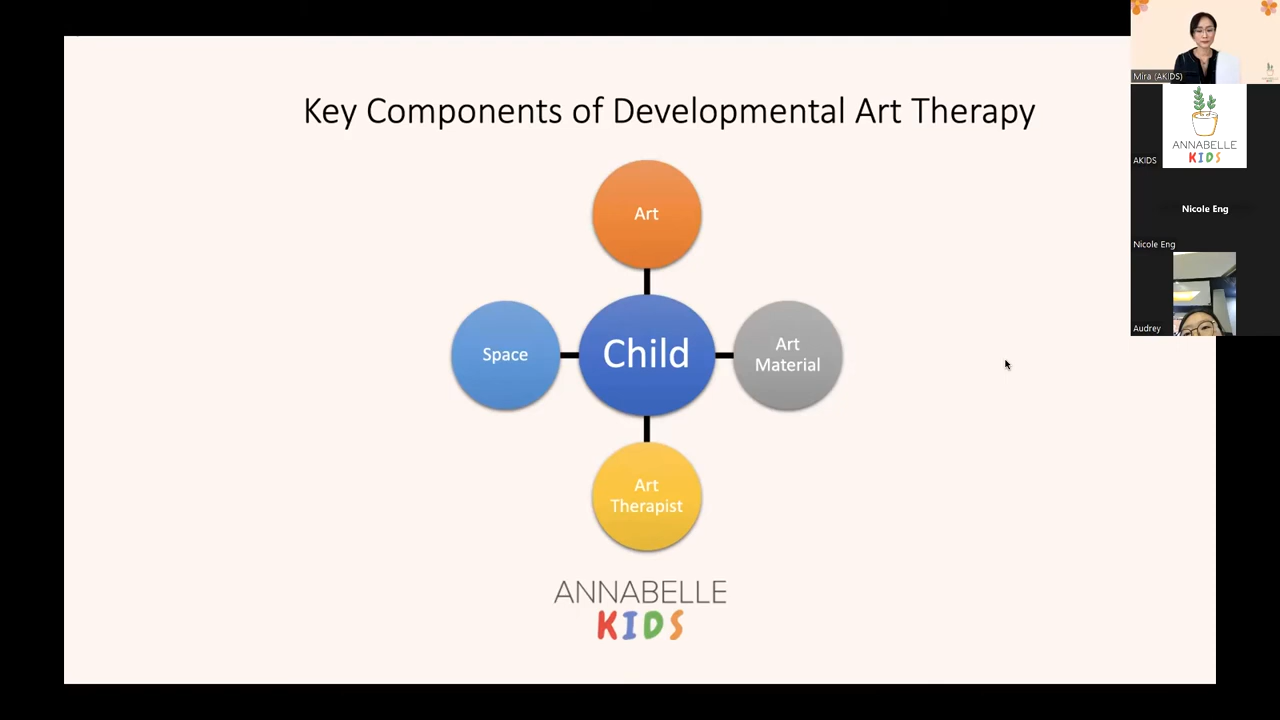 Key Components of Developmental Art Therapy
Art
Space
Child
Art
Material
Art
Therapist
ANNABELLE
KIDS
Mira (AKIDS)
ANNABELLE
KIDS
AKIDS
Nicole Eng
Nicole Eng
Audrey